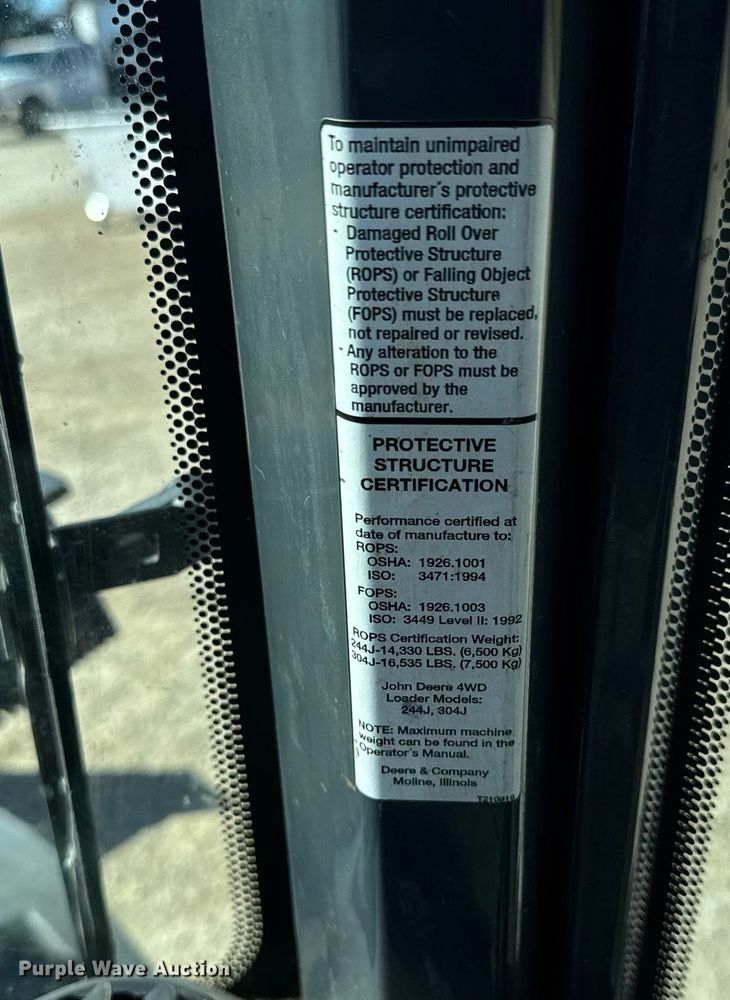 To maintain unimpaired
operator protection and
manufacturer's protective
structure certification:
· Damaged Roll Over
Protective Structure
(ROPS) or Falling Object
Protective Structure
(FOPS) must be replaced,
not repaired or revised.
· Any alteration to the
ROPS or FOPS must be
approved by the
manufacturer.
PROTECTIVE
STRUCTURE
CERTIFICATION
Performance certified at
date of manufacture to:
ROPS:
OSHA: 1926.1001
ISO: 3471:1994
FOPS:
OSHA: 1926.1003
ISO: 3449 Level II: 1992
ROPS Certification Weight:
244J-14,330 LBS. (6,500 Kg)
304J-16,535 LBS. (7,500 Kg)
John Deere 4WD
Loader Models:
244J, 304J
NOTE: Maximum machine
weight can be found in the
Operator's Manual.
Deere & Company
Moline, Illinois
Purple Wave Auction